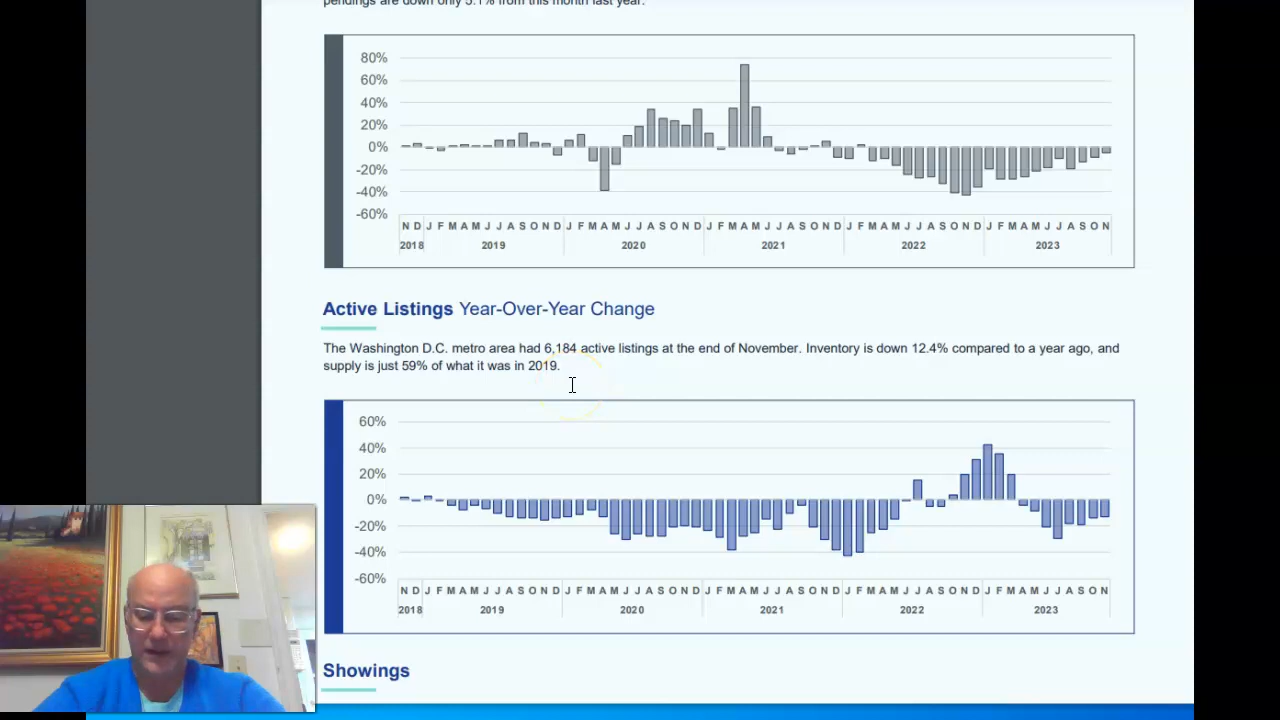 pendings are down only 5.1% from this month last year.
80%
60%
40%
20%
0%
-20%
-40%
-60%
N D J F M A M J J A S O N D J F M A M J J A S O N D J F M A M J J A S O N D J F M A M J J A S O N D J F M A M J J A S O N
2018 2019 2020 2021 2022 2023
Active Listings Year-Over-Year Change
The Washington D.C. metro area had 6,184 active listings at the end of November. Inventory is down 12.4% compared to a year ago, and
supply is just 59% of what it was in 2019.
60%
40%
20%
0%
-20%
-40%
-60%
N D J F M A M J J A S O N D J F M A M J J A S O N D J F M A M J J A S O N D J F M A M J J A S O N D J F M A M J J A S O N
2018 2019 2020 2021 2022 2023
Showings